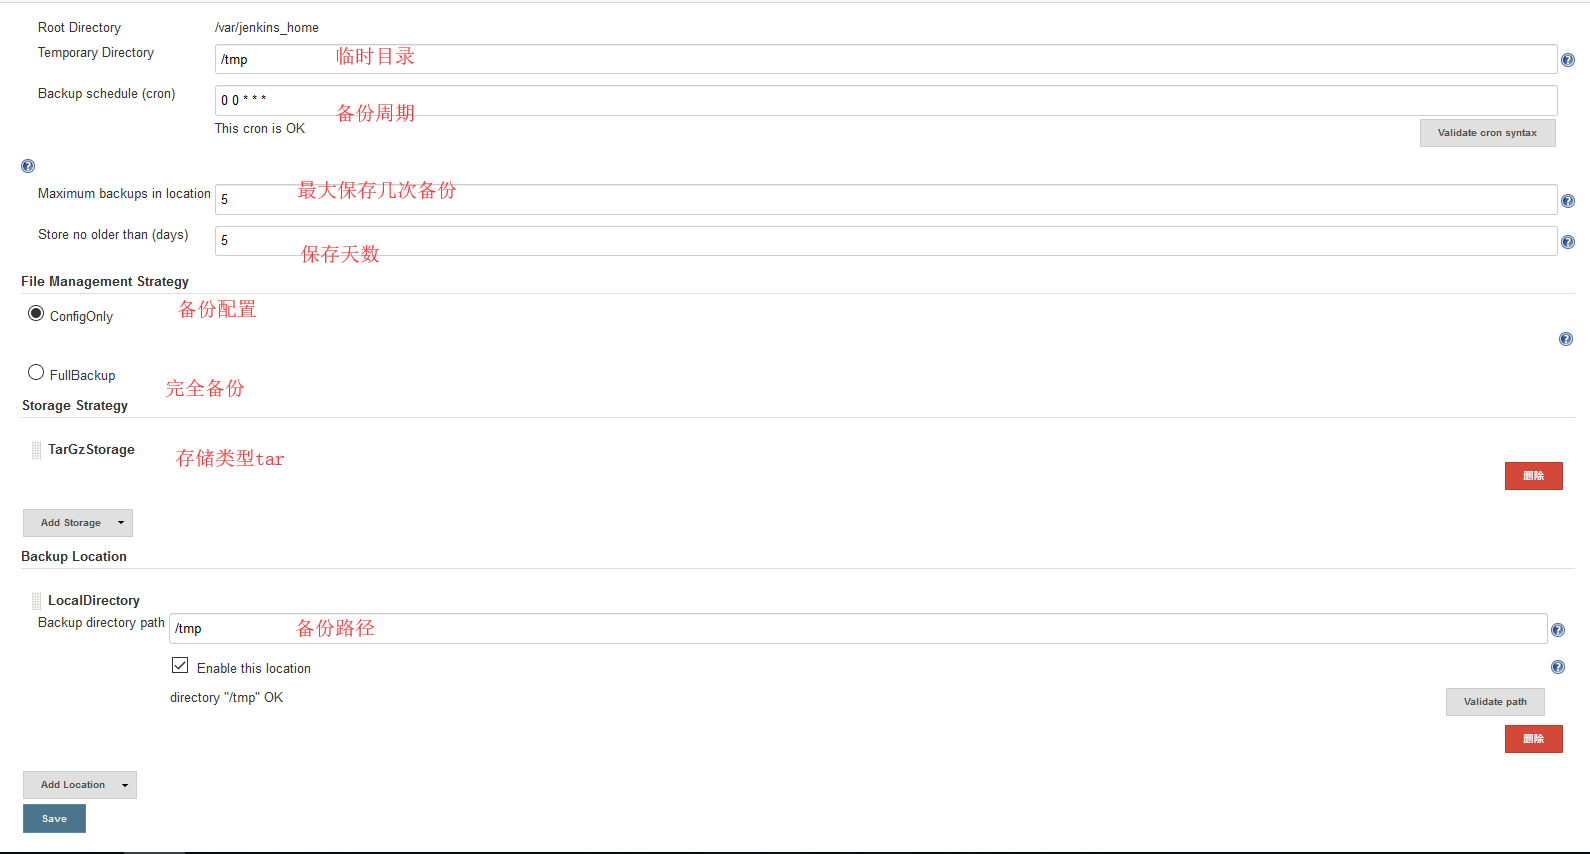 Root Directory /var/jenkins_home
Temporary Directory /tmp 临时目录
Backup schedule (cron) 0 0 * * * 备份周期
This cron is OK
Validate cron syntax
Maximum backups in location 5 最大保存几次备份
Store no older than (days) 5 保存天数
File Management Strategy
ConfigOnly 备份配置
FullBackup 完全备份
Storage Strategy
TarGzStorage 存储类型tar
删除
Add Storage
Backup Location
LocalDirectory
Backup directory path /tmp 备份路径
Enable this location
directory "/tmp" OK
Validate path
删除
Add Location
Save